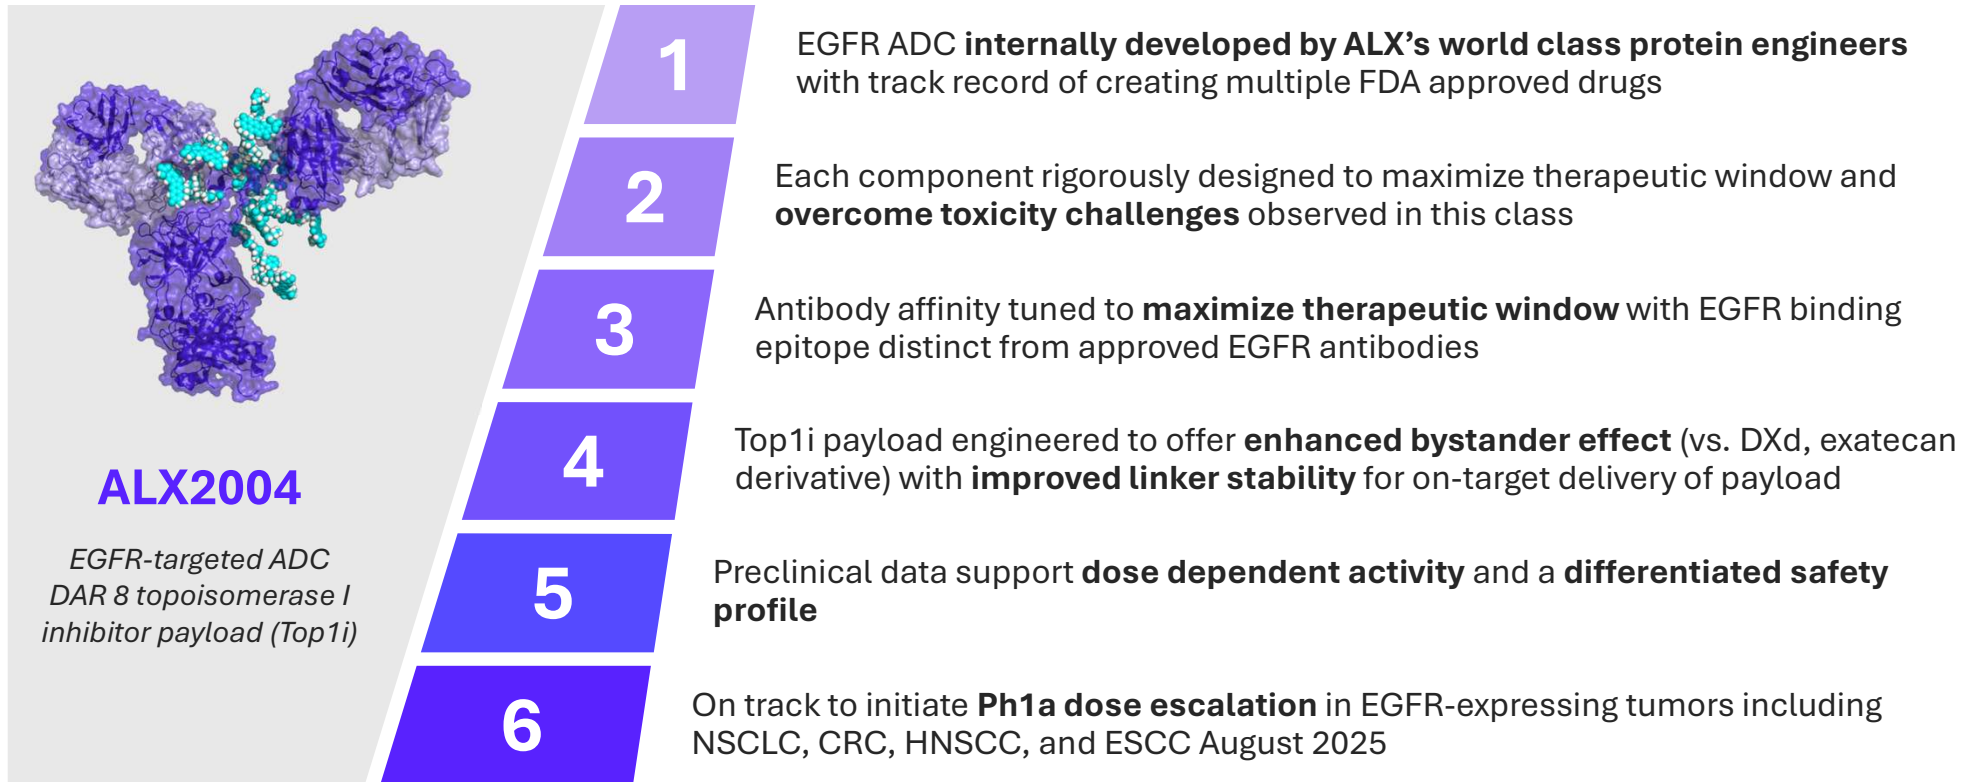 ALX2004
EGFR-targeted ADC
DAR 8 topoisomerase I
inhibitor payload (Top1i)
1
EGFR ADC internally developed by ALX’s world class protein engineers
with track record of creating multiple FDA approved drugs
2
Each component rigorously designed to maximize therapeutic window and
overcome toxicity challenges observed in this class
3
Antibody affinity tuned to maximize therapeutic window with EGFR binding
epitope distinct from approved EGFR antibodies
4
Top1i payload engineered to offer enhanced bystander effect (vs. DXd, exatecan
derivative) with improved linker stability for on-target delivery of payload
5
Preclinical data support dose dependent activity and a differentiated safety
profile
6
On track to initiate Ph1a dose escalation in EGFR-expressing tumors including
NSCLC, CRC, HNSCC, and ESCC August 2025